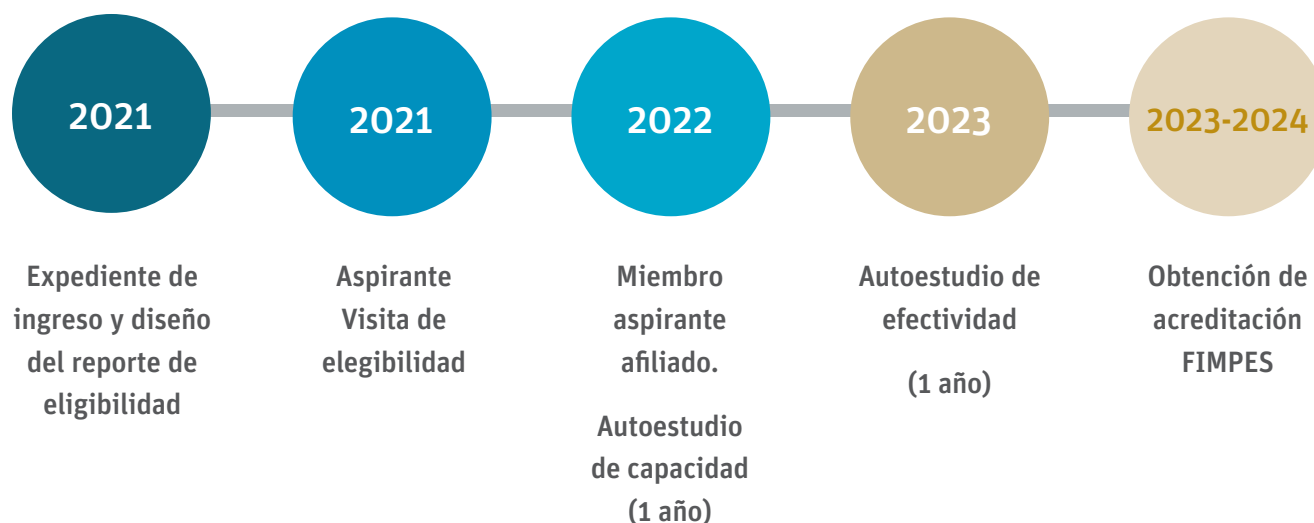 2021
Expediente de
ingreso y diseño
del reporte de
eligibilidad
2021
Aspirante
Visita de
elegibilidad
2022
Miembro
aspirante
afiliado.
Autoestudio
de capacidad
(1 año)
2023
Autoestudio de
efectividad
(1 año)
2023-2024
Obtención de
acreditación
FIMPES